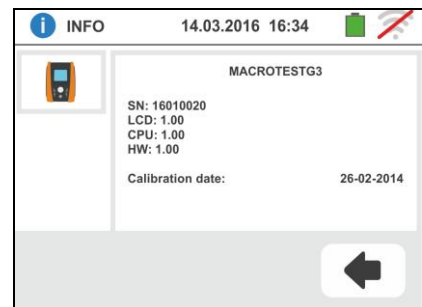 i INFO 14.03.2016 16:34
MACROTESTG3
SN: 16010020
LCD: 1.00
CPU: 1.00
HW: 1.00
Calibration date: 26-02-2014